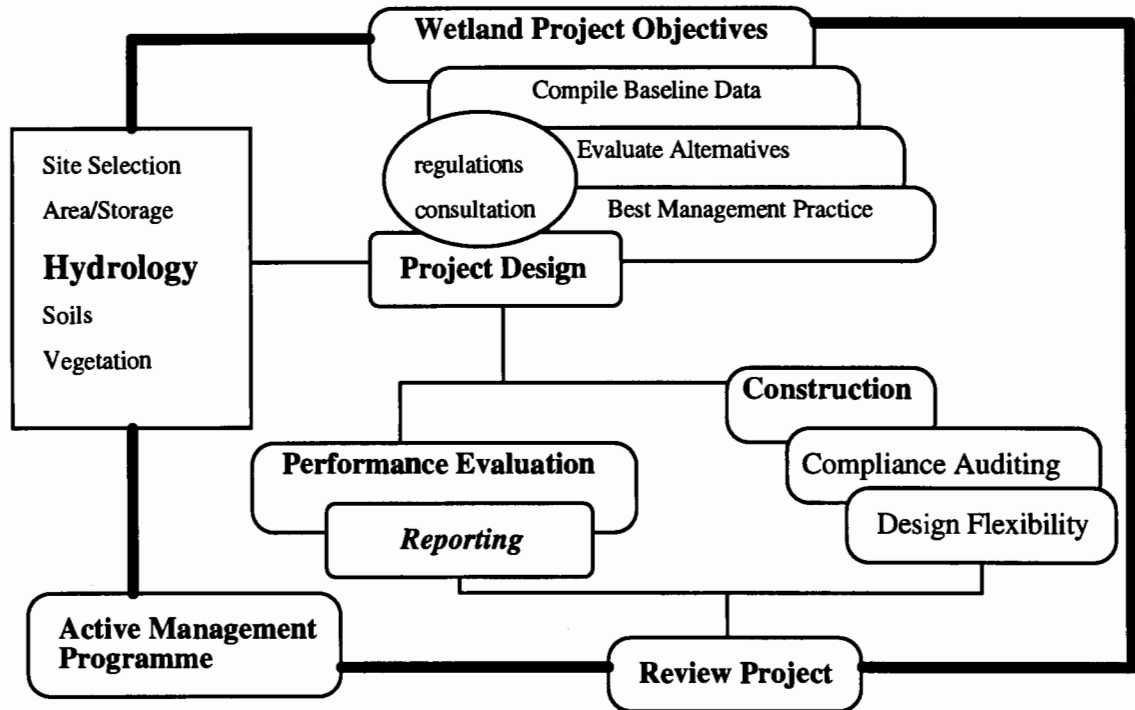 Wetland Project Objectives
Compile Baseline Data
Evaluate Alternatives
Best Management Practice
regulations
consultation
Project Design
Site Selection
Area/Storage
Hydrology
Soils
Vegetation
Construction
Compliance Auditing
Design Flexibility
Performance Evaluation
Reporting
Active Management
Programme
Review Project